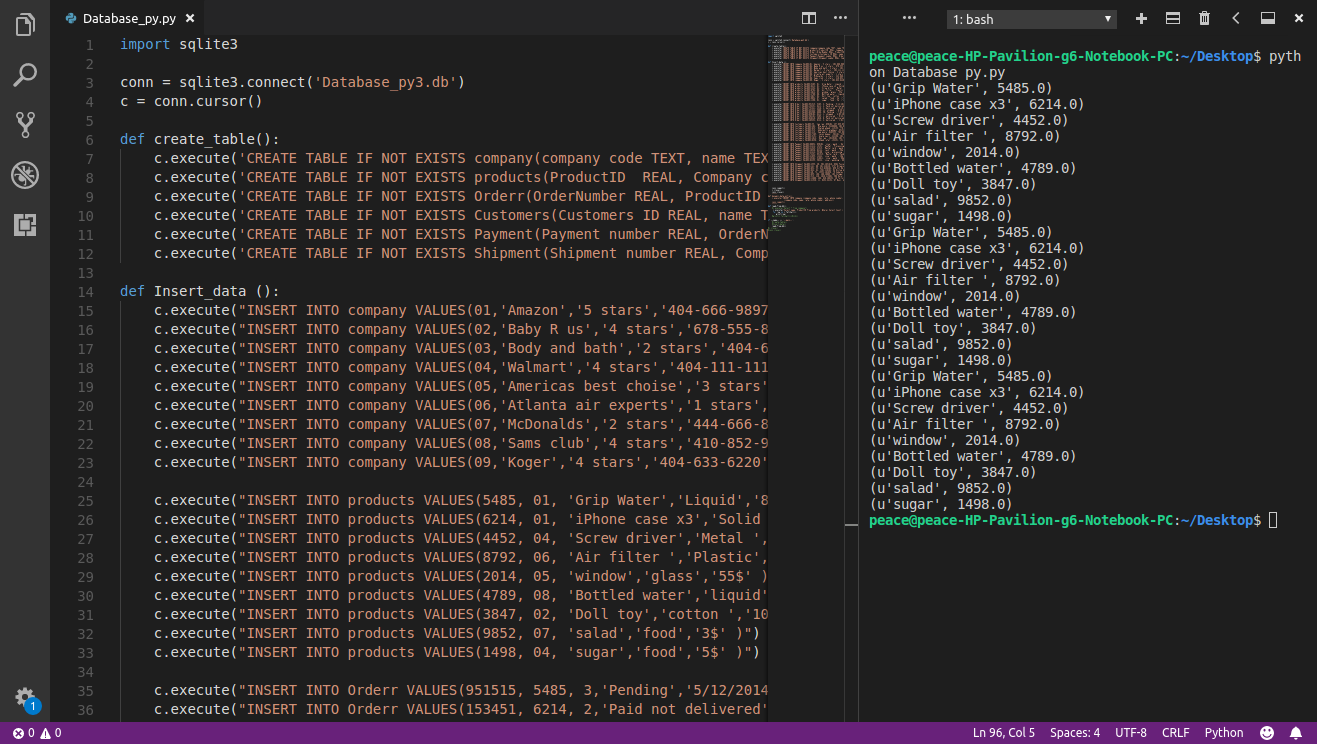 Database_py.py
1 import sqlite3
2
3 conn = sqlite3.connect('Database_py3.db')
4 c = conn.cursor()
5
6 def create_table():
7 c.execute('CREATE TABLE IF NOT EXISTS company(company code TEXT, name TEX
8 c.execute('CREATE TABLE IF NOT EXISTS products(ProductID  REAL, Company c
9 c.execute('CREATE TABLE IF NOT EXISTS Orderr(OrderNumber REAL, ProductID
10 c.execute('CREATE TABLE IF NOT EXISTS Customers(Customers ID REAL, name T
11 c.execute('CREATE TABLE IF NOT EXISTS Payment(Payment number REAL, OrderN
12 c.execute('CREATE TABLE IF NOT EXISTS Shipment(Shipment number REAL, Comp
13
14 def Insert_data ():
15 c.execute("INSERT INTO company VALUES(01,'Amazon','5 stars','404-666-9897
16 c.execute("INSERT INTO company VALUES(02,'Baby R us','4 stars','678-555-8
17 c.execute("INSERT INTO company VALUES(03,'Body and bath','2 stars','404-6
18 c.execute("INSERT INTO company VALUES(04,'Walmart','4 stars','404-111-111
19 c.execute("INSERT INTO company VALUES(05,'Americas best choise','3 stars'
20 c.execute("INSERT INTO company VALUES(06,'Atlanta air experts','1 stars',
21 c.execute("INSERT INTO company VALUES(07,'McDonalds','2 stars','444-666-8
22 c.execute("INSERT INTO company VALUES(08,'Sams club','4 stars','410-852-9
23 c.execute("INSERT INTO company VALUES(09,'Koger','4 stars','404-633-6220'
24
25 c.execute("INSERT INTO products VALUES(5485, 01, 'Grip Water','Liquid','8
26 c.execute("INSERT INTO products VALUES(6214, 01, 'iPhone case x3','Solid
27 c.execute("INSERT INTO products VALUES(4452, 04, 'Screw driver','Metal ',
28 c.execute("INSERT INTO products VALUES(8792, 06, 'Air filter ','Plastic',
29 c.execute("INSERT INTO products VALUES(2014, 05, 'window','glass','55$' )
30 c.execute("INSERT INTO products VALUES(4789, 08, 'Bottled water','liquid'
31 c.execute("INSERT INTO products VALUES(3847, 02, 'Doll toy','cotton ','10
32 c.execute("INSERT INTO products VALUES(9852, 07, 'salad','food','3$' )")
33 c.execute("INSERT INTO products VALUES(1498, 04, 'sugar','food','5$' )")
34
35 c.execute("INSERT INTO Orderr VALUES(951515, 5485, 3,'Pending','5/12/2014
36 c.execute("INSERT INTO Orderr VALUES(153451, 6214, 2,'Paid not delivered'
1: bash
peace@peace-HP-Pavilion-g6-Notebook-PC:~/Desktop$ pyth
on Database py.py
(u'Grip Water', 5485.0)
(u'iPhone case x3', 6214.0)
(u'Screw driver', 4452.0)
(u'Air filter ', 8792.0)
(u'window', 2014.0)
(u'Bottled water', 4789.0)
(u'Doll toy', 3847.0)
(u'salad', 9852.0)
(u'sugar', 1498.0)
(u'Grip Water', 5485.0)
(u'iPhone case x3', 6214.0)
(u'Screw driver', 4452.0)
(u'Air filter ', 8792.0)
(u'window', 2014.0)
(u'Bottled water', 4789.0)
(u'Doll toy', 3847.0)
(u'salad', 9852.0)
(u'sugar', 1498.0)
(u'Grip Water', 5485.0)
(u'iPhone case x3', 6214.0)
(u'Screw driver', 4452.0)
(u'Air filter ', 8792.0)
(u'window', 2014.0)
(u'Bottled water', 4789.0)
(u'Doll toy', 3847.0)
(u'salad', 9852.0)
(u'sugar', 1498.0)
peace@peace-HP-Pavilion-g6-Notebook-PC:~/Desktop$
1
0 0 Ln 96, Col 5 Spaces: 4 UTF-8 CRLF Python